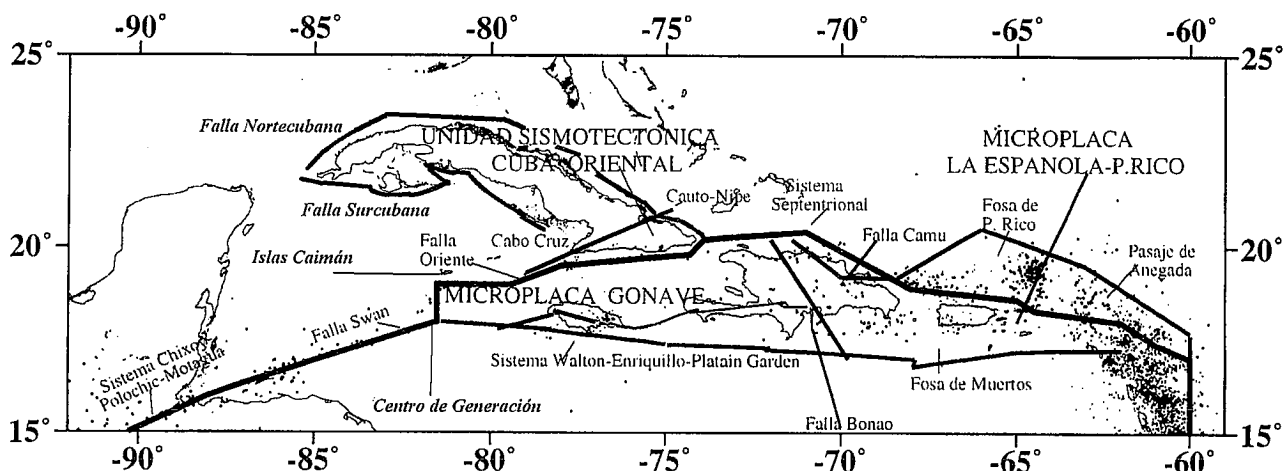 -90° -85° -80° -75° -70° -65° -60°
25° 25°
Falla Nortecubana
UNIDAD SISMOTECTONICA
CUBA ORIENTAL
MICROPLACA
LA ESPANOLA-P.RICO
Falla Surcubana
Cauto-Nipe
Sistema
Septentrional
Fosa de
P. Rico
20° 20°
Islas Caimán
Falla
Oriente
Cabo Cruz
Falla Camu
Pasaje de
Anegada
MICROPLACA GONAVE
Falla Swan
Sistema Chixoy
Polochic-Motagua
Sistema Walton-Enriquillo-Platain Garden
Fosa de Muertos
Centro de Generación
Falla Bonao
15° 15°
-90° -85° -80° -75° -70° -65° -60°